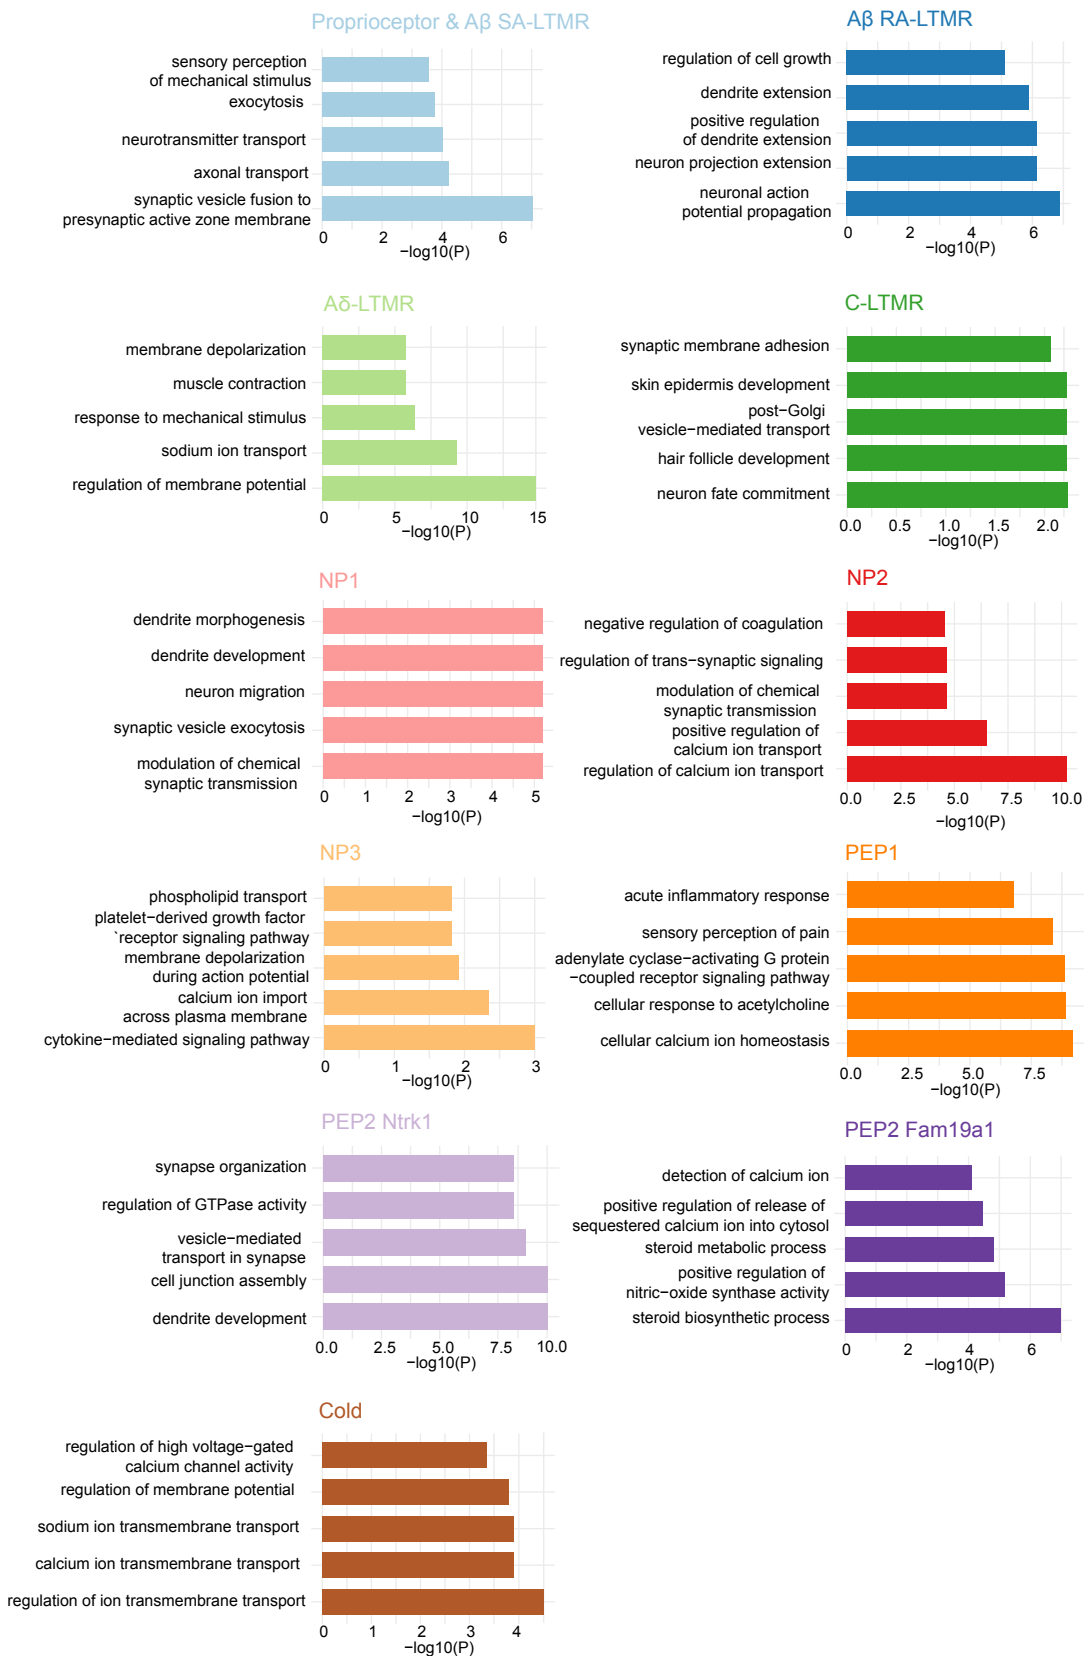 Proprioceptor & Aβ SA-LTMR
sensory perception
of mechanical stimulus
exocytosis
neurotransmitter transport
axonal transport
synaptic vesicle fusion to
presynaptic active zone membrane
0 2 4 6
−log10(P)
Aβ RA-LTMR
regulation of cell growth
dendrite extension
positive regulation
of dendrite extension
neuron projection extension
neuronal action
potential propagation
0 2 4 6
−log10(P)
Aδ-LTMR
membrane depolarization
muscle contraction
response to mechanical stimulus
sodium ion transport
regulation of membrane potential
0 5 10 15
−log10(P)
C-LTMR
synaptic membrane adhesion
skin epidermis development
post−Golgi
vesicle−mediated transport
hair follicle development
neuron fate commitment
0.0 0.5 1.0 1.5 2.0
−log10(P)
NP1
dendrite morphogenesis
dendrite development
neuron migration
synaptic vesicle exocytosis
modulation of chemical
synaptic transmission
0 1 2 3 4 5
−log10(P)
NP2
negative regulation of coagulation
regulation of trans−synaptic signaling
modulation of chemical
synaptic transmission
positive regulation of
calcium ion transport
regulation of calcium ion transport
0.0 2.5 5.0 7.5 10.0
−log10(P)
NP3
phospholipid transport
platelet−derived growth factor
`receptor signaling pathway
membrane depolarization
during action potential
calcium ion import
across plasma membrane
cytokine−mediated signaling pathway
0 1 2 3
−log10(P)
PEP1
acute inflammatory response
sensory perception of pain
adenylate cyclase−activating G protein
−coupled receptor signaling pathway
cellular response to acetylcholine
cellular calcium ion homeostasis
0.0 2.5 5.0 7.5
−log10(P)
PEP2 Ntrk1
synapse organization
regulation of GTPase activity
vesicle−mediated
transport in synapse
cell junction assembly
dendrite development
0.0 2.5 5.0 7.5 10.0
−log10(P)
PEP2 Fam19a1
detection of calcium ion
positive regulation of release of
sequestered calcium ion into cytosol
steroid metabolic process
positive regulation of
nitric−oxide synthase activity
steroid biosynthetic process
0 2 4 6
−log10(P)
Cold
regulation of high voltage−gated
calcium channel activity
regulation of membrane potential
sodium ion transmembrane transport
calcium ion transmembrane transport
regulation of ion transmembrane transport
0 1 2 3 4
−log10(P)